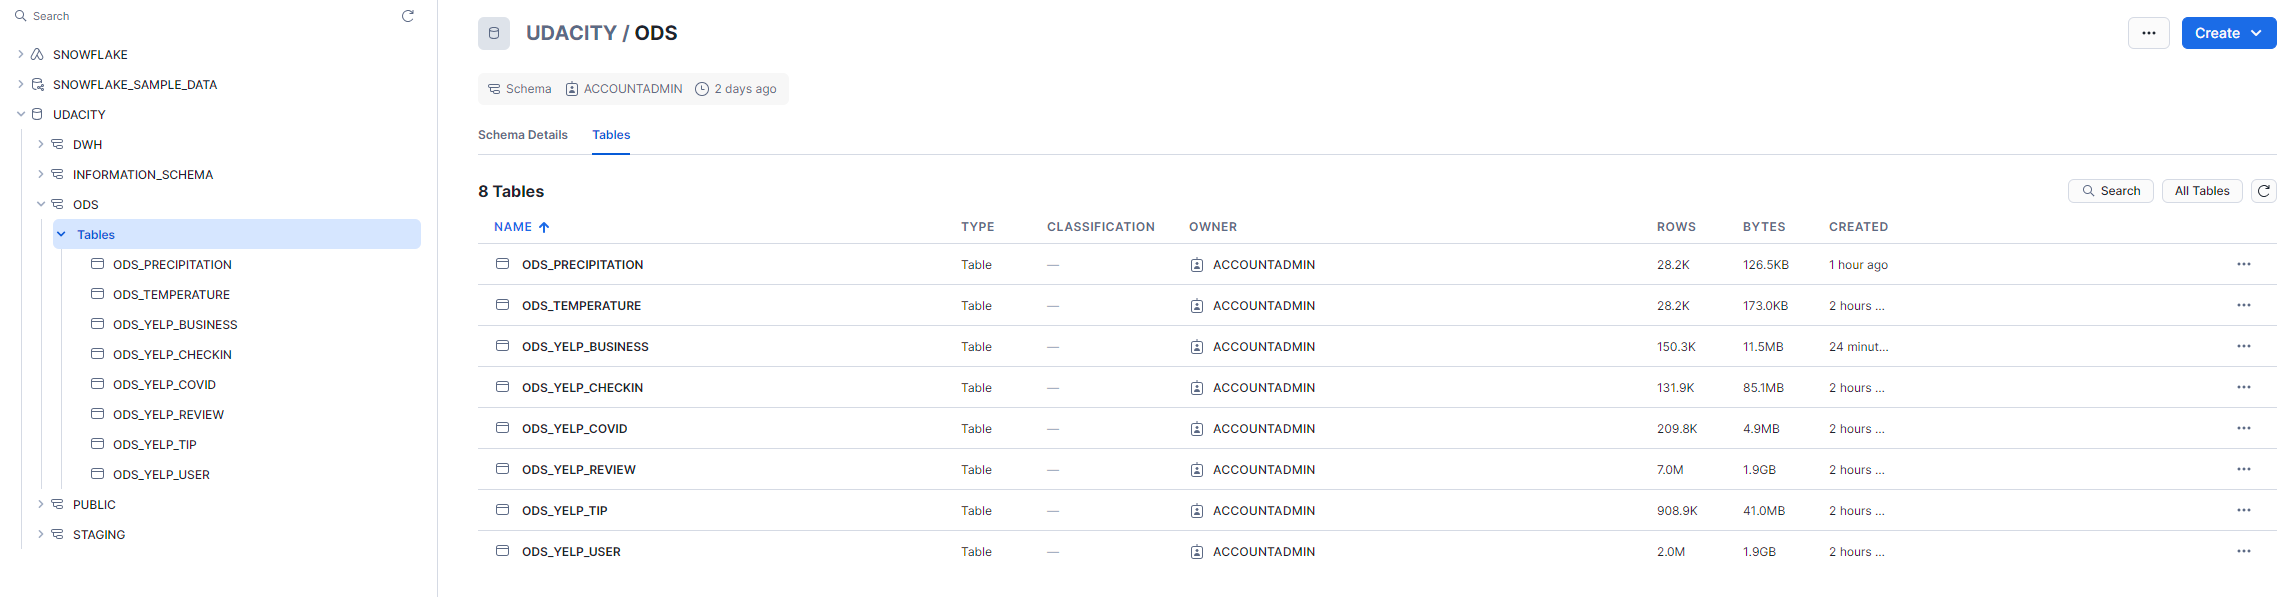 Search
SNOWFLAKE
SNOWFLAKE_SAMPLE_DATA
UDACITY
DWH
INFORMATION_SCHEMA
ODS
Tables
ODS_PRECIPITATION
ODS_TEMPERATURE
ODS_YELP_BUSINESS
ODS_YELP_CHECKIN
ODS_YELP_COVID
ODS_YELP_REVIEW
ODS_YELP_TIP
ODS_YELP_USER
PUBLIC
STAGING
UDACITY / ODS
... Create
Schema ACCOUNTADMIN 2 days ago
Schema Details Tables
8 Tables Search All Tables
NAME TYPE CLASSIFICATION OWNER ROWS BYTES CREATED
ODS_PRECIPITATION Table — ACCOUNTADMIN 28.2K 126.5KB 1 hour ago ...
ODS_TEMPERATURE Table — ACCOUNTADMIN 28.2K 173.0KB 2 hours ... ...
ODS_YELP_BUSINESS Table — ACCOUNTADMIN 150.3K 11.5MB 24 minut... ...
ODS_YELP_CHECKIN Table — ACCOUNTADMIN 131.9K 85.1MB 2 hours ... ...
ODS_YELP_COVID Table — ACCOUNTADMIN 209.8K 4.9MB 2 hours ... ...
ODS_YELP_REVIEW Table — ACCOUNTADMIN 7.0M 1.9GB 2 hours ... ...
ODS_YELP_TIP Table — ACCOUNTADMIN 908.9K 41.0MB 2 hours ... ...
ODS_YELP_USER Table — ACCOUNTADMIN 2.0M 1.9GB 2 hours ... ...